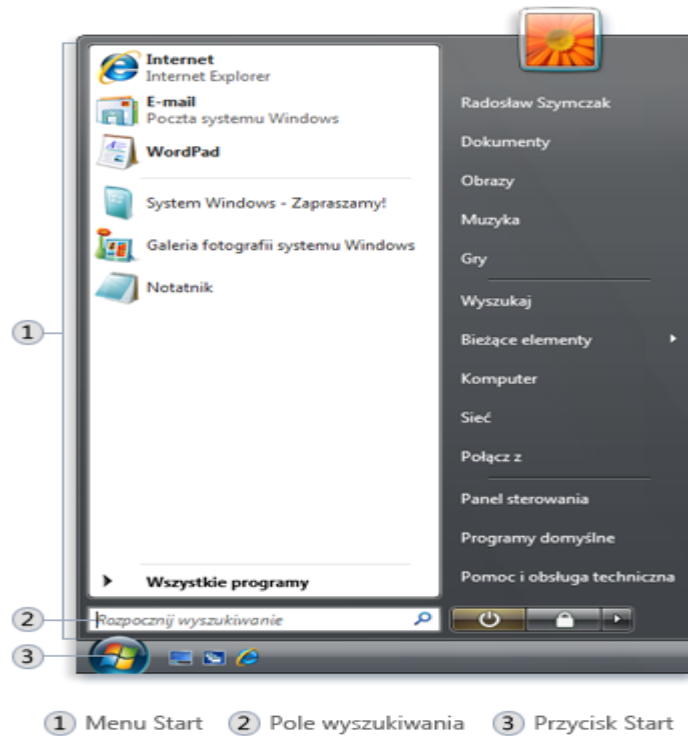 Internet
Internet Explorer
E-mail
Poczta systemu Windows
WordPad
System Windows - Zapraszamy!
Galeria fotografii systemu Windows
Notatnik
Wszystkie programy
Rozpocznij wyszukiwanie
Radosław Szymczak
Dokumenty
Obrazy
Muzyka
Gry
Wyszukaj
Bieżące elementy
Komputer
Sieć
Połącz z
Panel sterowania
Programy domyślne
Pomoc i obsługa techniczna
1
2
3
1 Menu Start 2 Pole wyszukiwania 3 Przycisk Start